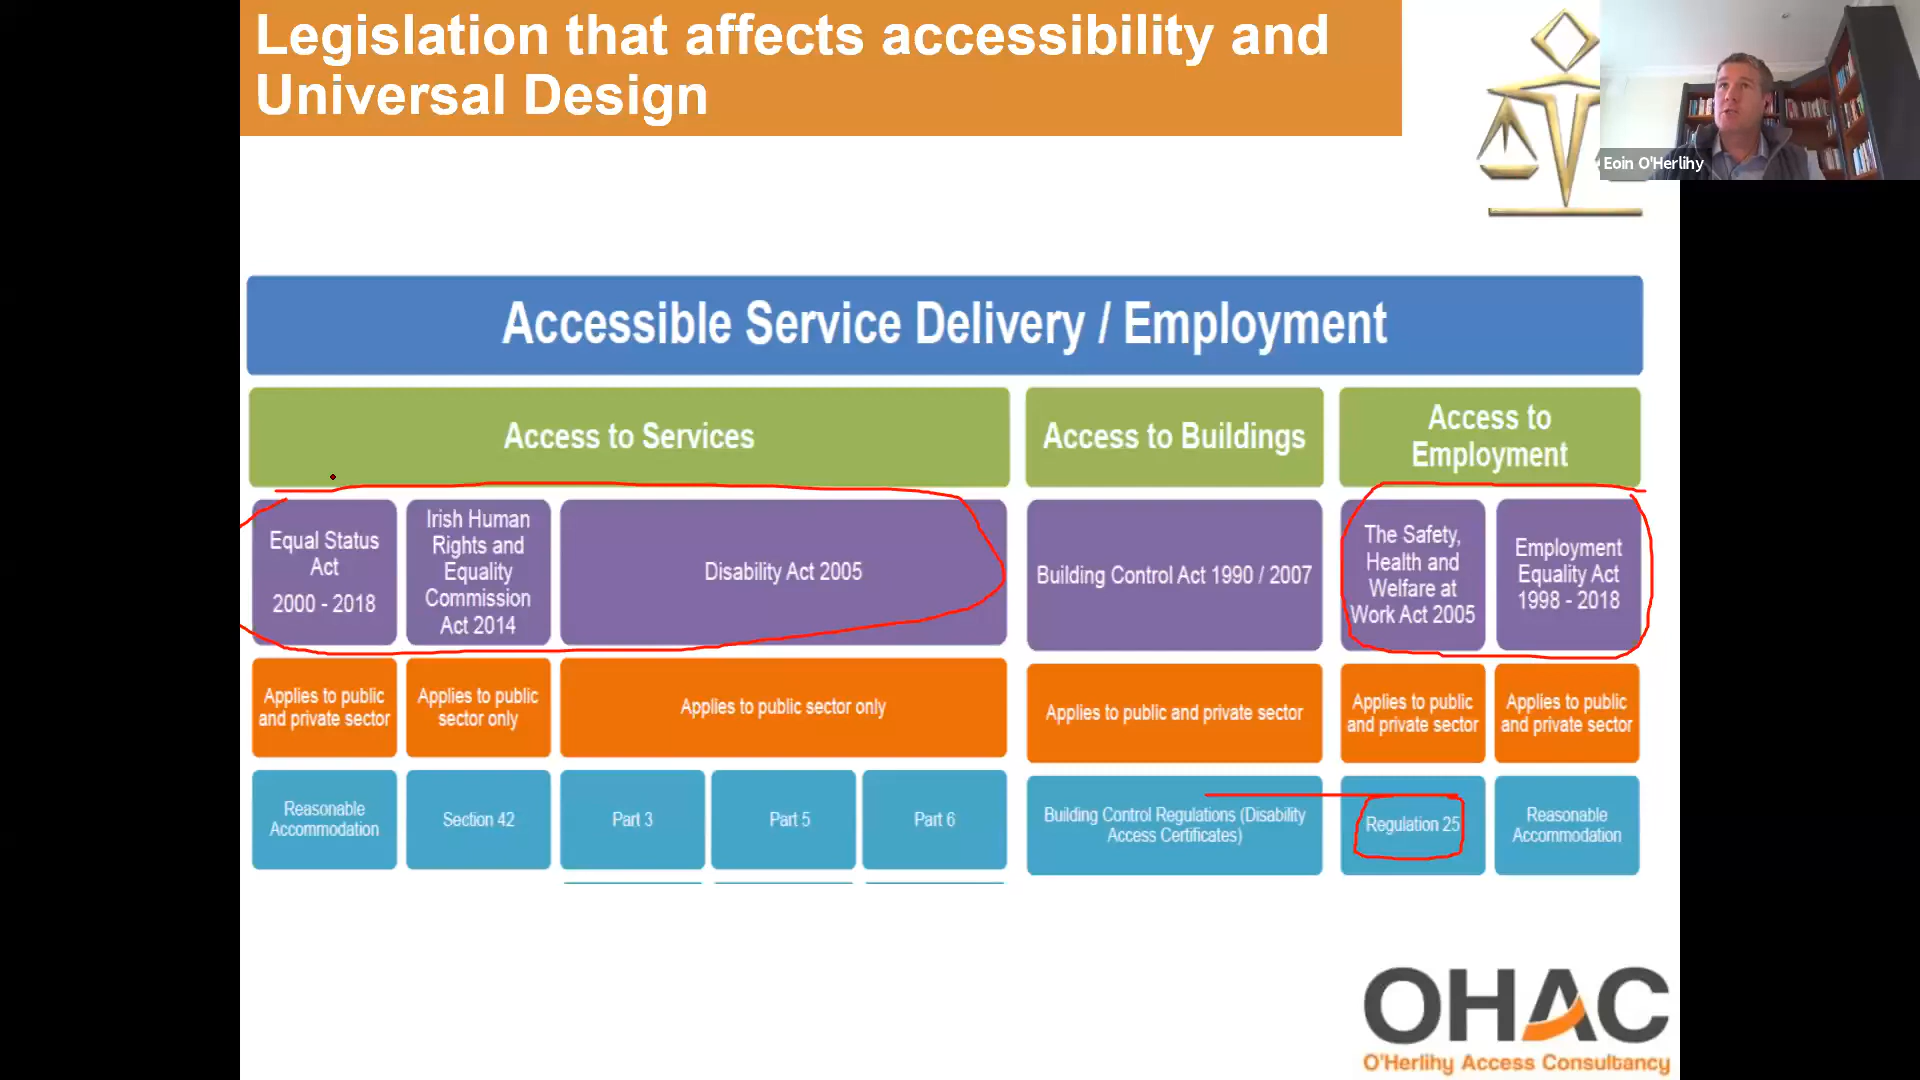 Legislation that affects accessibility and
Universal Design
Eoin O'Herlihy
Accessible Service Delivery / Employment
Access to Services
Access to Buildings
Access to
Employment
Equal Status
Act
2000 - 2018
Irish Human
Rights and
Equality
Commission
Act 2014
Disability Act 2005
Building Control Act 1990 / 2007
The Safety,
Health and
Welfare at
Work Act 2005
Employment
Equality Act
1998 - 2018
Applies to public
and private sector
Applies to public
sector only
Applies to public sector only
Applies to public and private sector
Applies to public
and private sector
Applies to public
and private sector
Reasonable
Accommodation
Section 42
Part 3
Part 5
Part 6
Building Control Regulations (Disability
Access Certificates)
Regulation 25
Reasonable
Accommodation
OHAC
O'Herlihy Access Consultancy